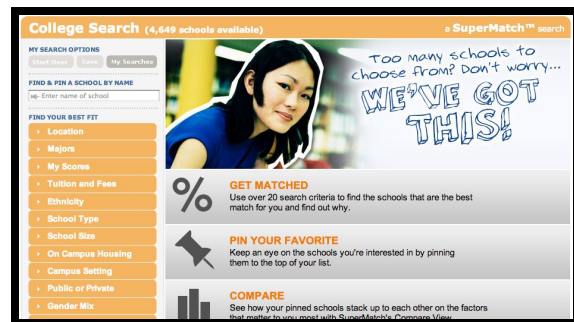 College Search (4,649 schools available)
a SuperMatch™ search
MY SEARCH OPTIONS
Start Over Save My Searches
FIND & PIN A SCHOOL BY NAME
Enter name of school
FIND YOUR BEST FIT
Location
Majors
My Scores
Tuition and Fees
Ethnicity
School Type
School Size
On Campus Housing
Campus Setting
Public or Private
Gender Mix
Too many schools to
choose from? Don't worry...
WE'VE GOT
THIS!
GET MATCHED
Use over 20 search criteria to find the schools that are the best
match for you and find out why.
PIN YOUR FAVORITE
Keep an eye on the schools you're interested in by pinning
them to the top of your list.
COMPARE
See how your pinned schools stack up to each other on the factors
that matter to you most with SuperMatch's Compare View.